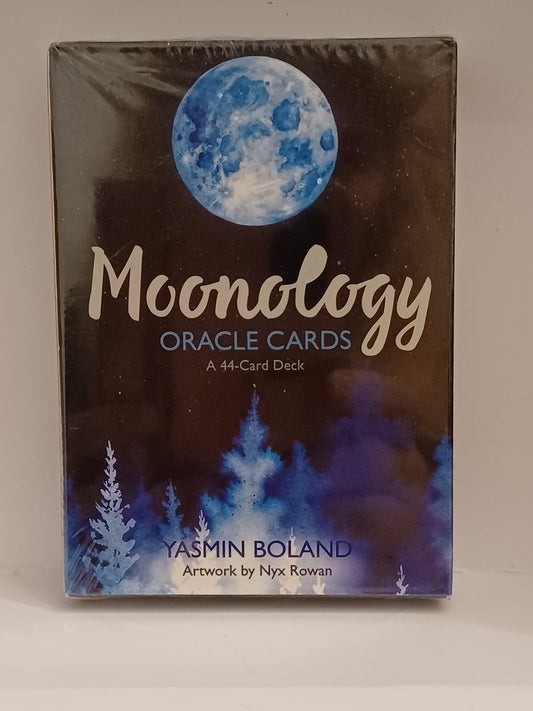 Moonology
ORACLE CARDS
A 44-Card Deck
YASMIN BOLAND
Artwork by Nyx Rowan